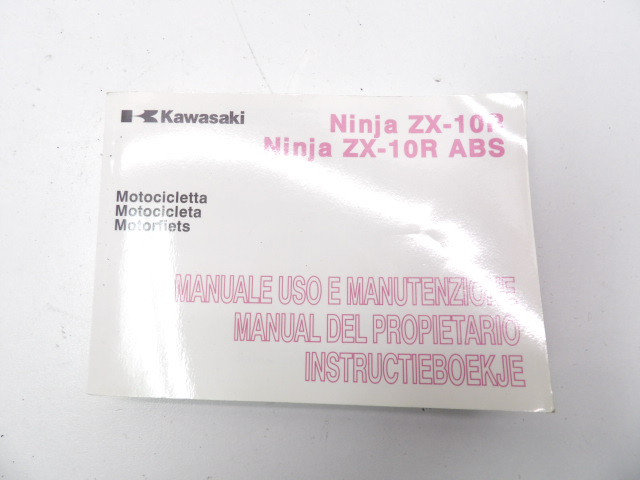 Kawasaki
Ninja ZX-10R
Ninja ZX-10R ABS
Motocicletta
Motocicleta
Motorfiets
MANUALE USO E MANUTENZIONE
MANUAL DEL PROPIETARIO
INSTRUCTIEBOEKJE